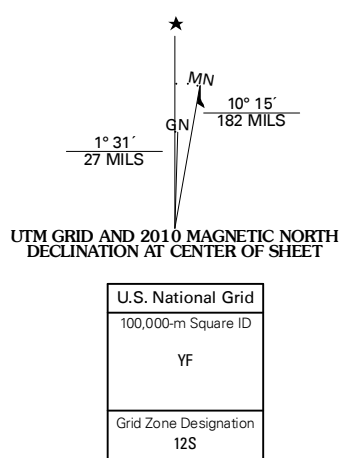 ★
MN
GN
10° 15´
182 MILS
1° 31´
27 MILS
UTM GRID AND 2010 MAGNETIC NORTH
DECLINATION AT CENTER OF SHEET
U.S. National Grid
100,000-m Square ID
YF
Grid Zone Designation
12S